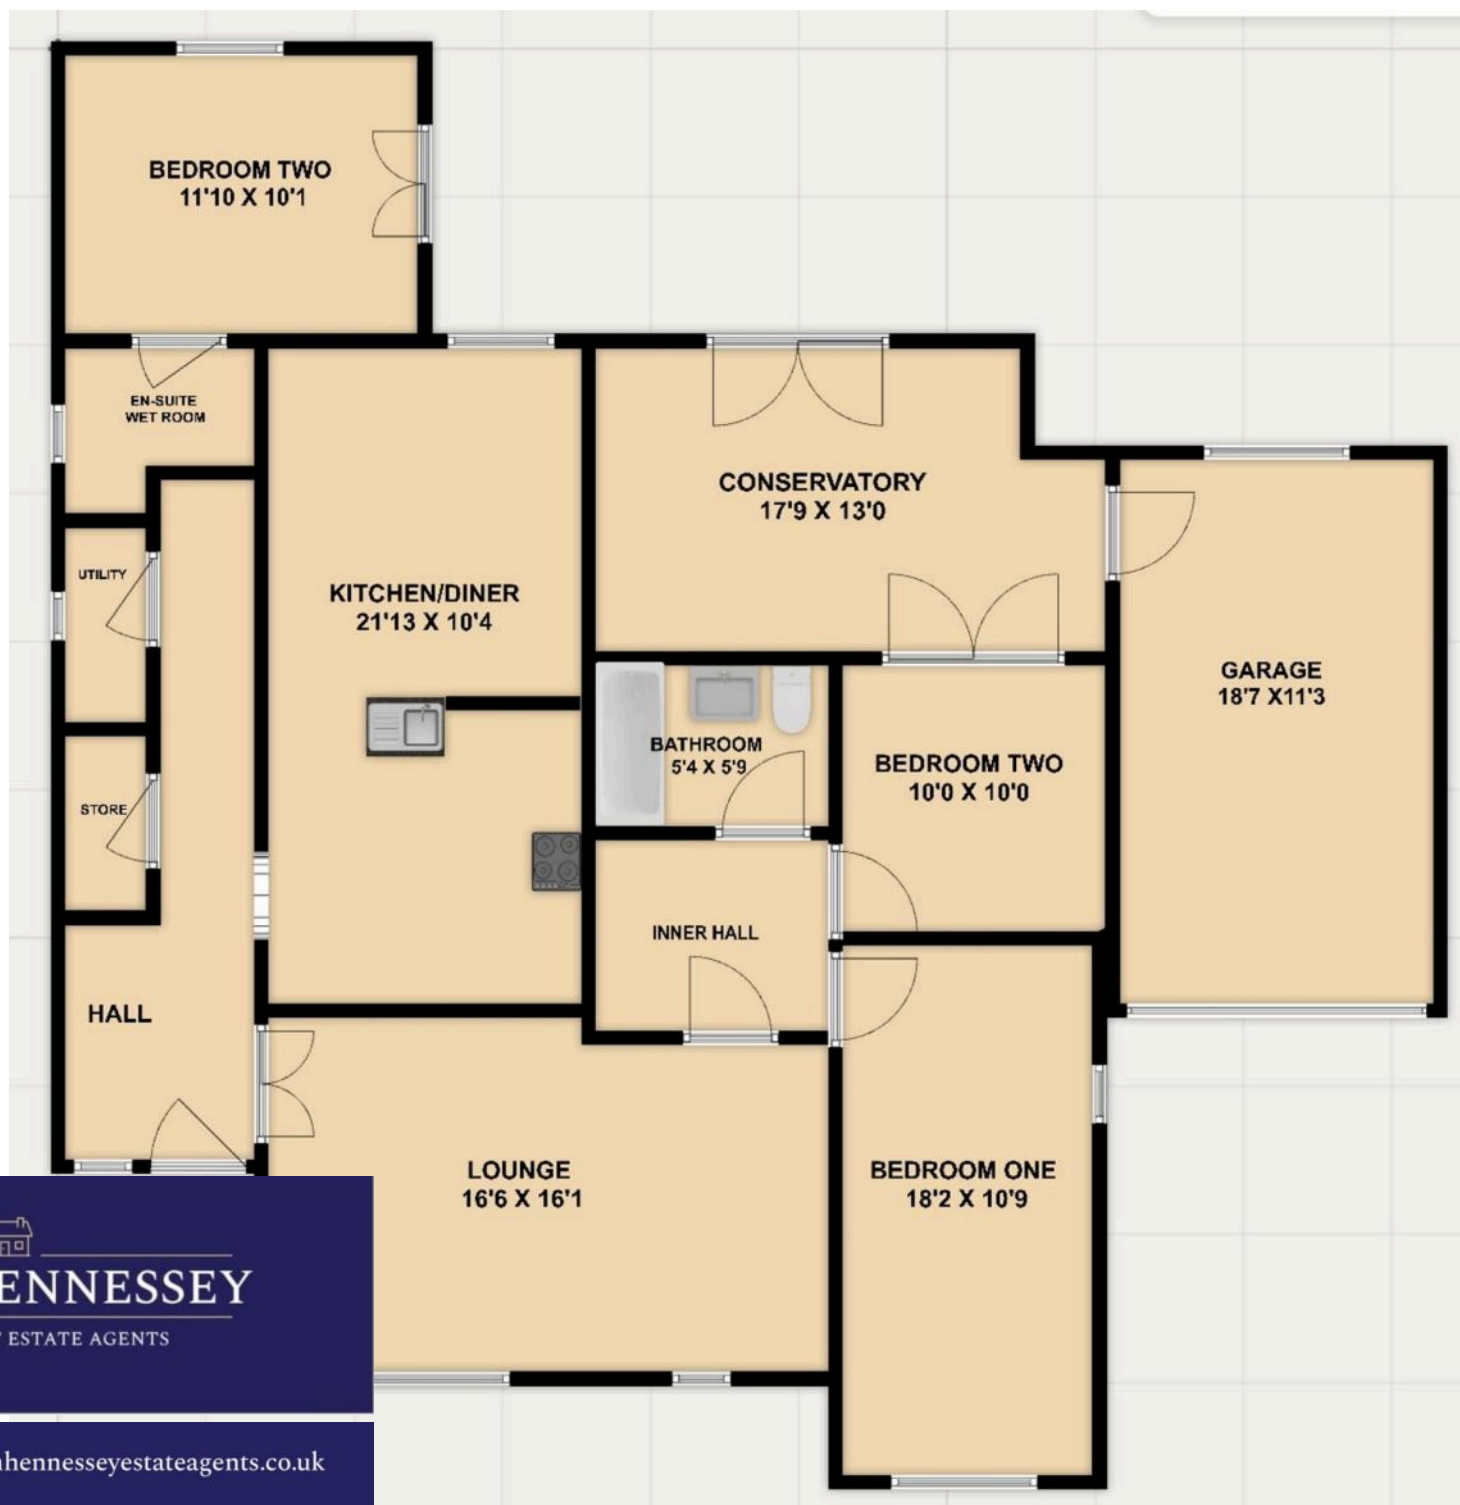 BEDROOM TWO
11'10 X 10'1
EN-SUITE
WET ROOM
CONSERVATORY
17'9 X 13'0
UTILITY
KITCHEN/DINER
21'13 X 10'4
GARAGE
18'7 X11'3
BATHROOM
5'4 X 5'9
BEDROOM TWO
10'0 X 10'0
STORE
INNER HALL
HALL
LOUNGE
16'6 X 16'1
BEDROOM ONE
18'2 X 10'9
ENNESSEY
ESTATE AGENTS
hennesseyestateagents.co.uk